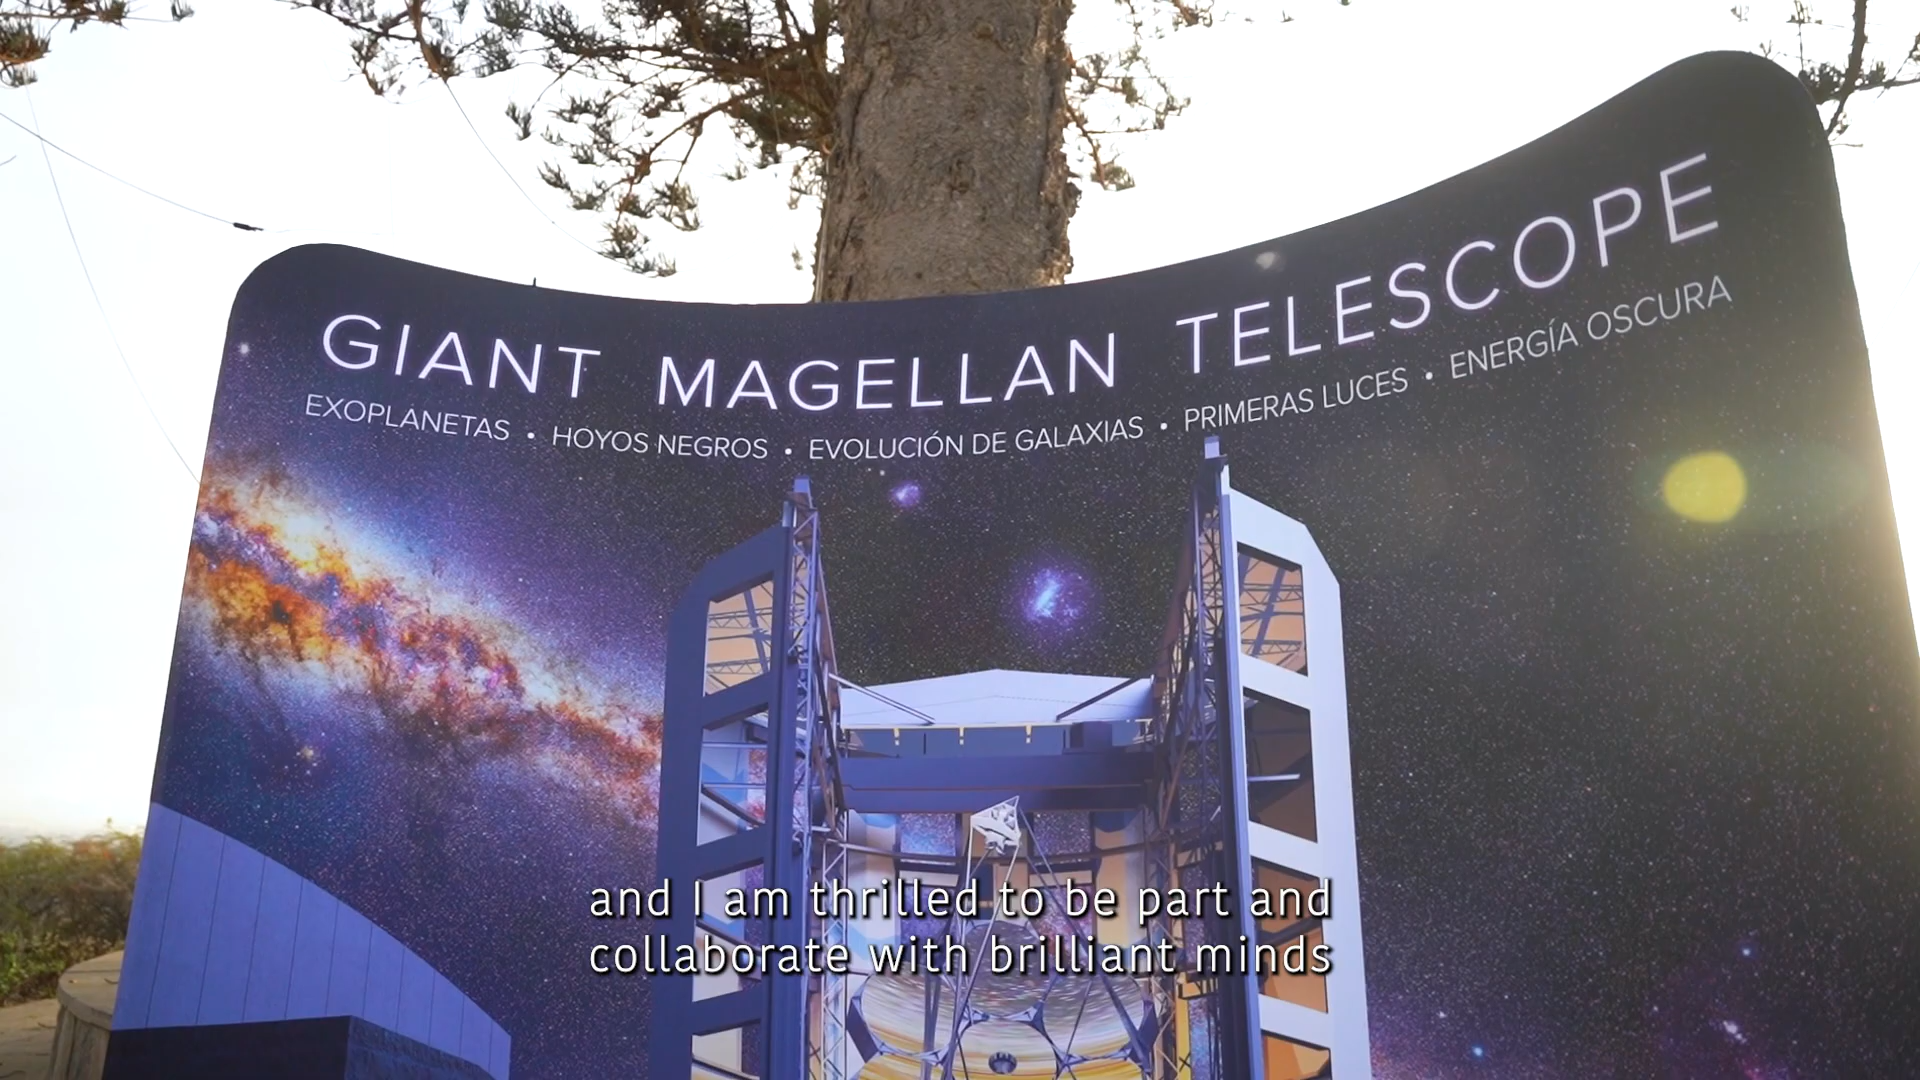 GIANT MAGELLAN TELESCOPE
EXOPLANETAS • HOYOS NEGROS • EVOLUCIÓN DE GALAXIAS • PRIMERAS LUCES • ENERGÍA OSCURA
and I am thrilled to be part and
collaborate with brilliant minds